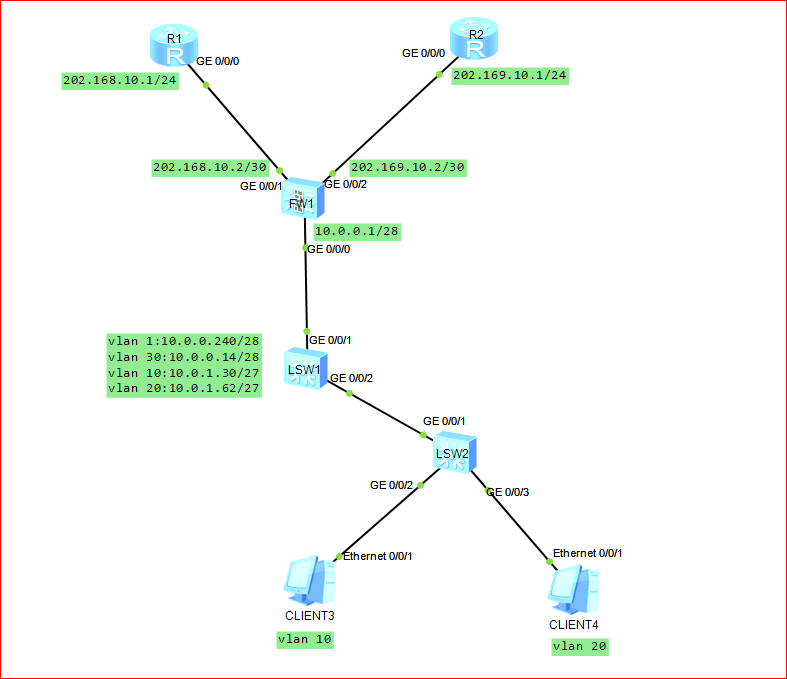 R1
R
GE 0/0/0
202.168.10.1/24
R2
R
GE 0/0/0
202.169.10.1/24
202.168.10.2/30
202.169.10.2/30
GE 0/0/1
GE 0/0/2
FW1
10.0.0.1/28
GE 0/0/0
GE 0/0/1
vlan 1:10.0.0.240/28
vlan 30:10.0.0.14/28
vlan 10:10.0.1.30/27
vlan 20:10.0.1.62/27
LSW1
GE 0/0/2
GE 0/0/1
LSW2
GE 0/0/2
GE 0/0/3
Ethernet 0/0/1
Ethernet 0/0/1
CLIENT3
vlan 10
CLIENT4
vlan 20